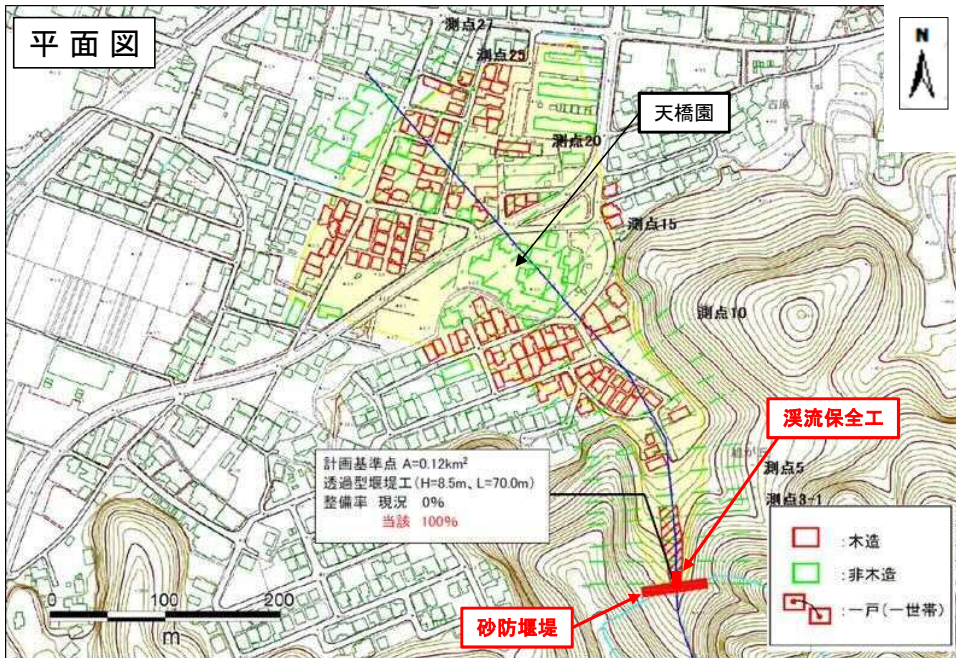 平面図
測点27
測点25
N
天橋園
吉原
測点20
測点15
測点10
溪流保全工
測点5
測点3-1
計画基準点 A=0.12km²
透過型堰堤工(H=8.5m、L=70.0m)
整備率 現況 0%
当該 100%
0 100 200
m
砂防堰堤
:木造
:非木造
:一戸(一世帯)